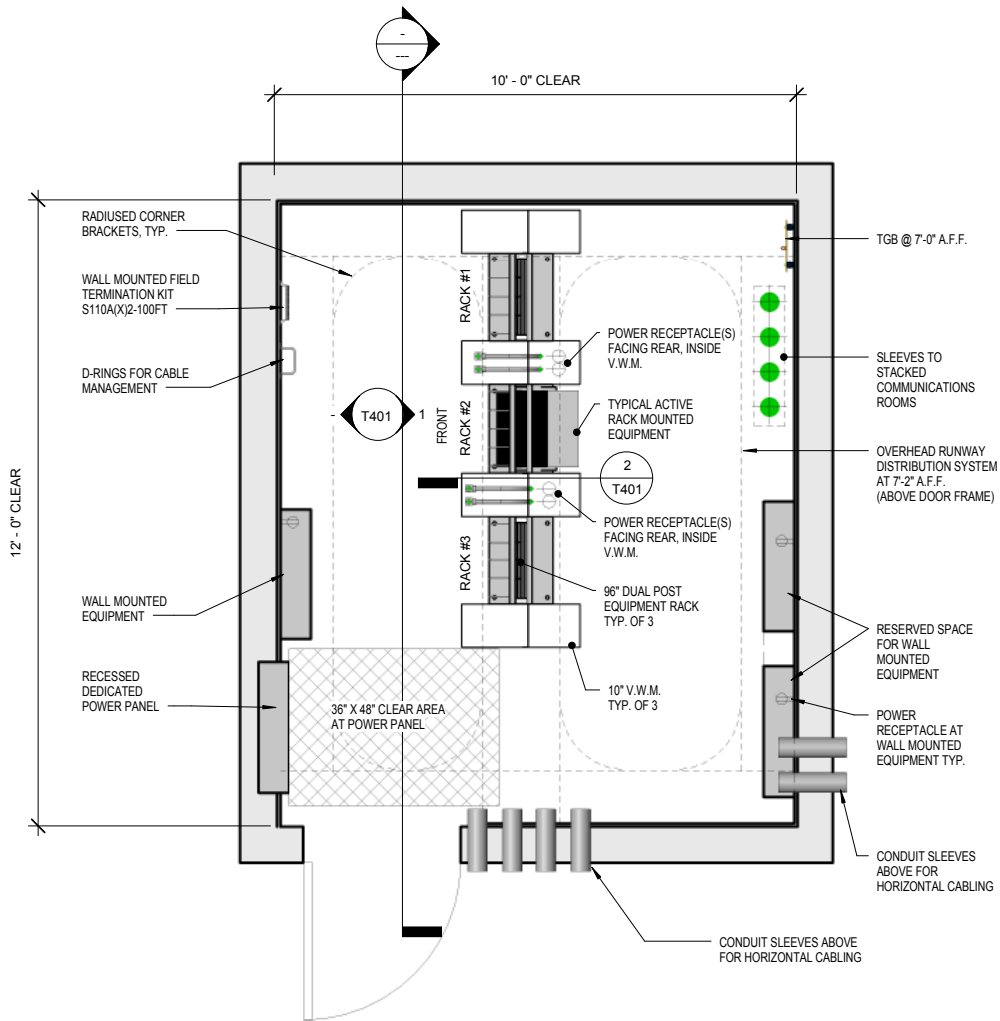 -
---
10' - 0" CLEAR
12' - 0" CLEAR
RADIUSED CORNER
BRACKETS, TYP.
WALL MOUNTED FIELD
TERMINATION KIT
S110A(X)2-100FT
D-RINGS FOR CABLE
MANAGEMENT
WALL MOUNTED
EQUIPMENT
RECESSED
DEDICATED
POWER PANEL
36" X 48" CLEAR AREA
AT POWER PANEL
-
T401
1
FRONT
RACK #1
RACK #2
RACK #3
POWER RECEPTACLE(S)
FACING REAR, INSIDE
V.W.M.
TYPICAL ACTIVE
RACK MOUNTED
EQUIPMENT
2
T401
POWER RECEPTACLE(S)
FACING REAR, INSIDE
V.W.M.
96" DUAL POST
EQUIPMENT RACK
TYP. OF 3
10" V.W.M.
TYP. OF 3
TGB @ 7'-0" A.F.F.
SLEEVES TO
STACKED
COMMUNICATIONS
ROOMS
OVERHEAD RUNWAY
DISTRIBUTION SYSTEM
AT 7'-2" A.F.F.
(ABOVE DOOR FRAME)
RESERVED SPACE
FOR WALL
MOUNTED
EQUIPMENT
POWER
RECEPTACLE AT
WALL MOUNTED
EQUIPMENT TYP.
CONDUIT SLEEVES
ABOVE FOR
HORIZONTAL CABLING
CONDUIT SLEEVES ABOVE
FOR HORIZONTAL CABLING